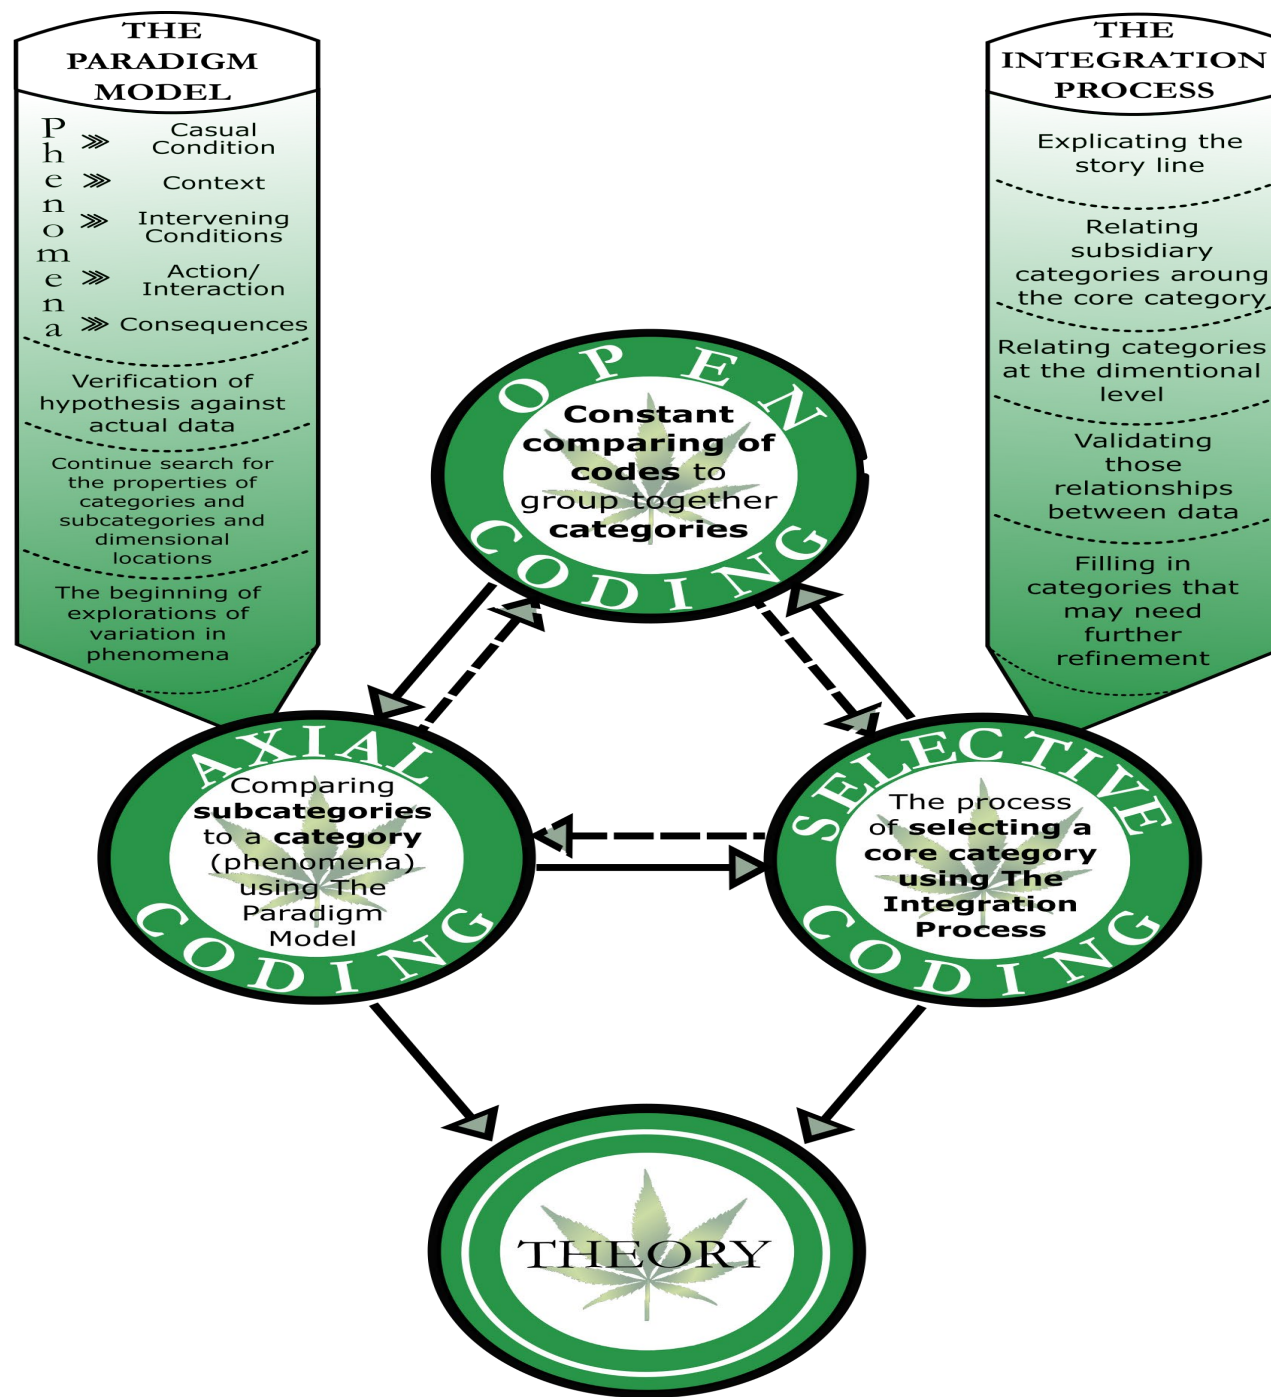 THE
PARADIGM
MODEL
Phenomena
Casual
Condition
Context
Intervening
Conditions
Action/
Interaction
Consequences
Verification of
hypothesis against
actual data
Continue search for
the properties of
categories and
subcategories and
dimensional
locations
The beginning of
explorations of
variation in
phenomena
THE
INTEGRATION
PROCESS
Explicating the
story line
Relating
subsidiary
categories aroung
the core category
Relating categories
at the dimentional
level
Validating
those
relationships
between data
Filling in
categories that
may need
further
refinement
OPEN
Constant
comparing of
codes to
group together
categories
CODING
AXIAL
Comparing
subcategories
to a category
(phenomena)
using The
Paradigm
Model
CODING
SELECTIVE
The process
of selecting a
core category
using The
Integration
Process
CODING
THEORY